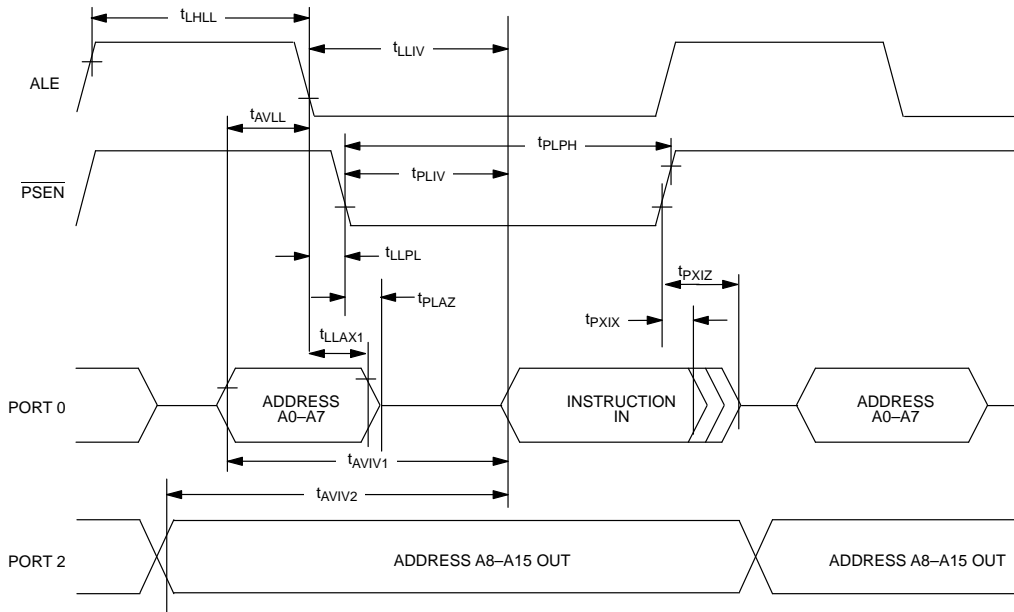 tLHLL
tLLIV
ALE
tAVLL
tPLPH
PSEN
tPLIV
tLLPL
tPXIZ
tPLAZ
tPXIX
tLLAX1
PORT 0
ADDRESS
A0–A7
INSTRUCTION
IN
ADDRESS
A0–A7
tAVIV1
tAVIV2
PORT 2
ADDRESS A8–A15 OUT
ADDRESS A8–A15 OUT